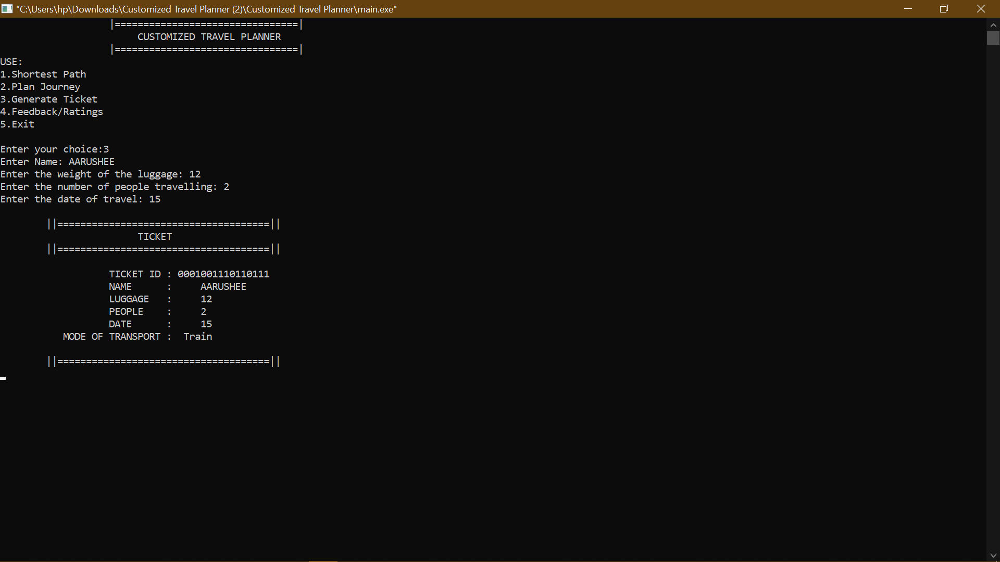 "C:\Users\hp\Downloads\Customized Travel Planner (2)\Customized Travel Planner\main.exe"
|================================|
CUSTOMIZED TRAVEL PLANNER
|================================|
USE:
1.Shortest Path
2.Plan Journey
3.Generate Ticket
4.Feedback/Ratings
5.Exit
Enter your choice:3
Enter Name: AARUSHEE
Enter the weight of the luggage: 12
Enter the number of people travelling: 2
Enter the date of travel: 15
||=====================================||
TICKET
||=====================================||
TICKET ID : 0001001110110111
NAME : AARUSHEE
LUGGAGE : 12
PEOPLE : 2
DATE : 15
MODE OF TRANSPORT : Train
||=====================================||